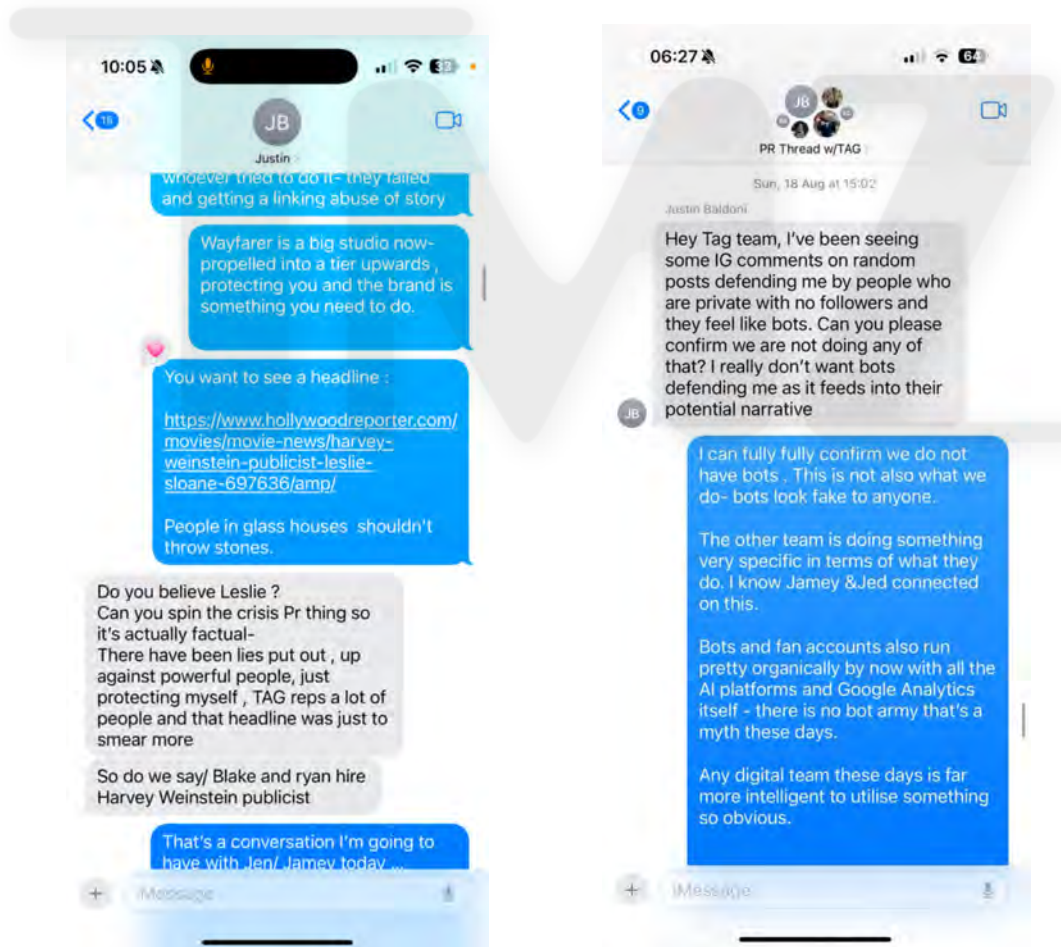 10:05
33
18
JB
Justin
whoever tried to do it- they failed
and getting a linking abuse of story
Wayfarer is a big studio now-
propelled into a tier upwards ,
protecting you and the brand is
something you need to do.
You want to see a headline :
https://www.hollywoodreporter.com/
movies/movie-news/harvey-
weinstein-publicist-leslie-
sloane-697636/amp/
People in glass houses shouldn't
throw stones.
Do you believe Leslie ?
Can you spin the crisis Pr thing so
it's actually factual-
There have been lies put out , up
against powerful people, just
protecting myself , TAG reps a lot of
people and that headline was just to
smear more
So do we say/ Blake and ryan hire
Harvey Weinstein publicist
That's a conversation I'm going to
have with Jen/ Jamey today ...
iMessage
06:27
64
9
JB
PR Thread w/TAG
Sun, 18 Aug at 15:02
Justin Baldoni
Hey Tag team, I've been seeing
some IG comments on random
posts defending me by people who
are private with no followers and
they feel like bots. Can you please
confirm we are not doing any of
that? I really don't want bots
defending me as it feeds into their
potential narrative
JB
I can fully fully confirm we do not
have bots . This is not also what we
do- bots look fake to anyone.
The other team is doing something
very specific in terms of what they
do. I know Jamey &Jed connected
on this.
Bots and fan accounts also run
pretty organically by now with all the
AI platforms and Google Analytics
itself - there is no bot army that's a
myth these days.
Any digital team these days is far
more intelligent to utilise something
so obvious.
iMessage